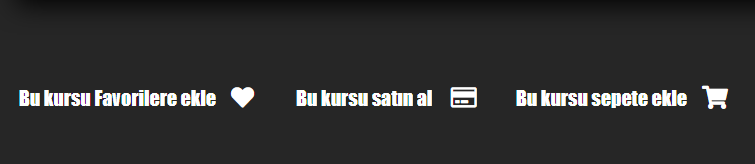 Bu kursu Favorilere ekle
Bu kursu satın al
Bu kursu sepete ekle